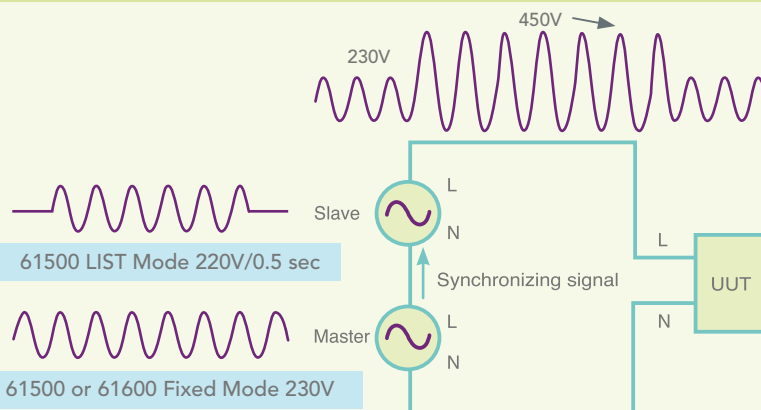 450V
230V
L
Slave
N
L
61500 LIST Mode 220V/0.5 sec
Synchronizing signal
UUT
L
N
Master
N
61500 or 61600 Fixed Mode 230V